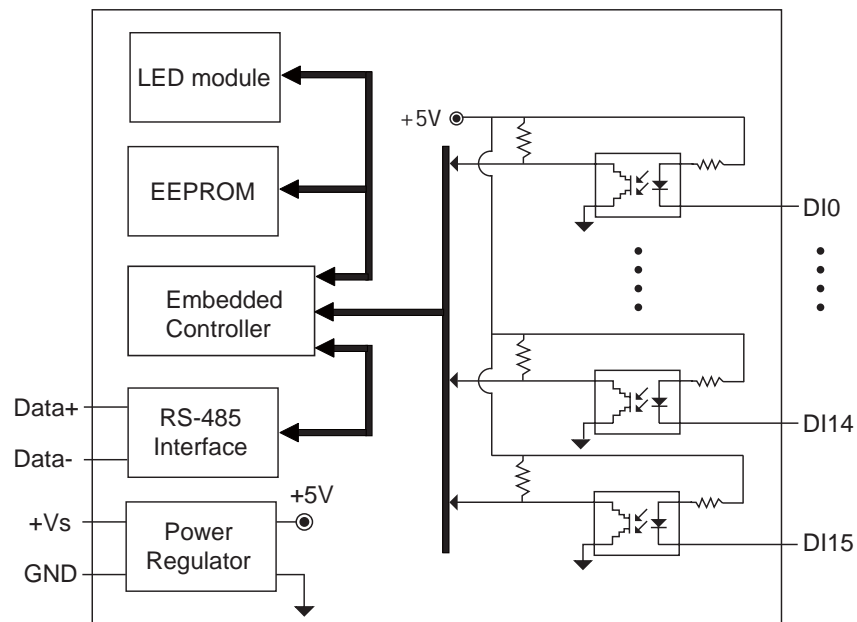 LED module
EEPROM
Embedded
Controller
Data+
Data-
RS-485
Interface
+Vs
GND
Power
Regulator
+5V
+5V
DI0
DI14
DI15